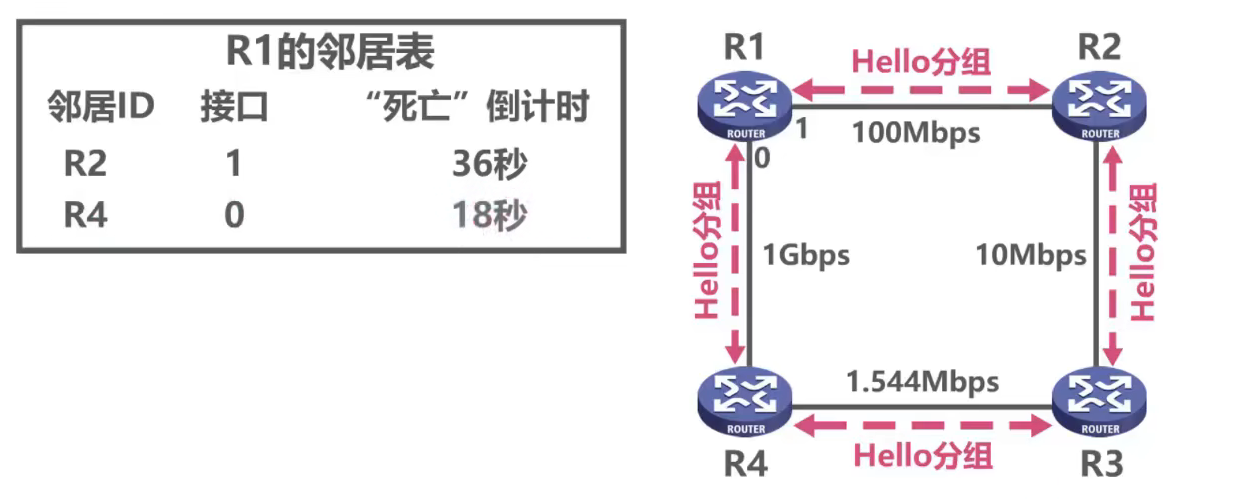 R1的邻居表
邻居ID 接口 “死亡”倒计时
R2 1 36秒
R4 0 18秒
R1
Hello分组
R2
ROUTER
1
100Mbps
ROUTER
0
Hello分组
1Gbps
10Mbps
Hello分组
1.544Mbps
ROUTER
ROUTER
R4
Hello分组
R3